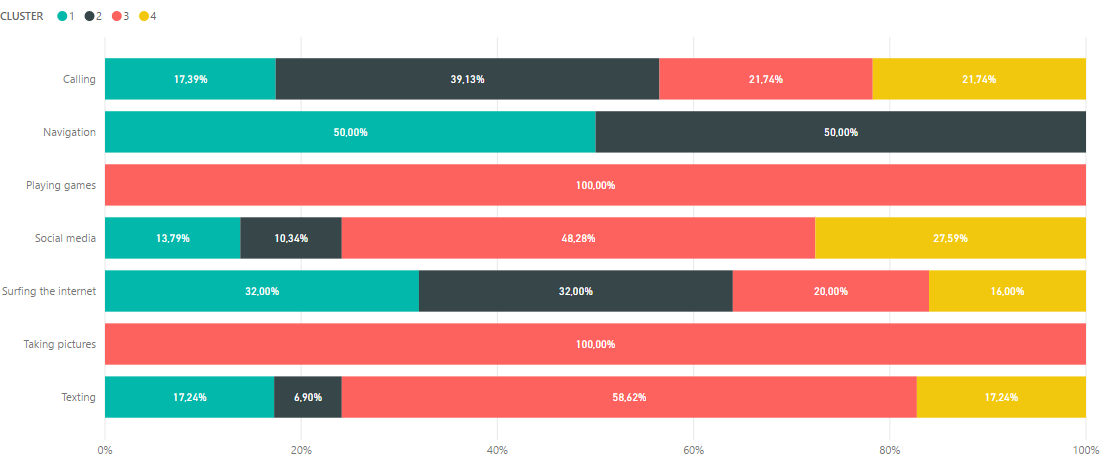 CLUSTER 1 2 3 4
Calling 17,39% 39,13% 21,74% 21,74%
Navigation 50,00% 50,00%
Playing games 100,00%
Social media 13,79% 10,34% 48,28% 27,59%
Surfing the internet 32,00% 32,00% 20,00% 16,00%
Taking pictures 100,00%
Texting 17,24% 6,90% 58,62% 17,24%
0% 20% 40% 60% 80% 100%